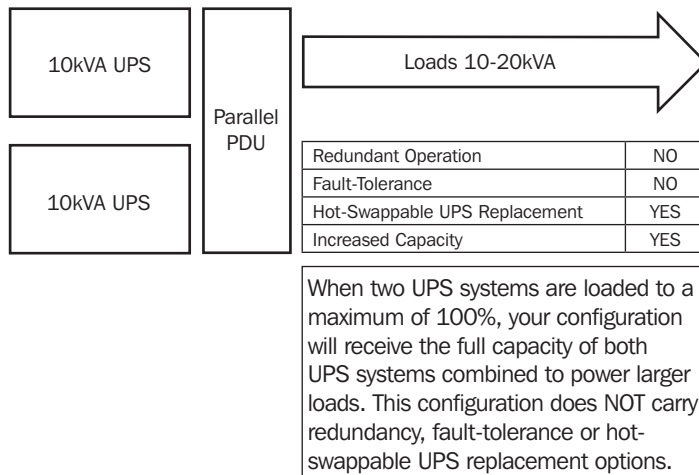 10kVA UPS
Parallel
PDU
Loads 10-20kVA
10kVA UPS
Redundant Operation NO
Fault-Tolerance NO
Hot-Swappable UPS Replacement YES
Increased Capacity YES
When two UPS systems are loaded to a
maximum of 100%, your configuration
will receive the full capacity of both
UPS systems combined to power larger
loads. This configuration does NOT carry
redundancy, fault-tolerance or hot-
swappable UPS replacement options.